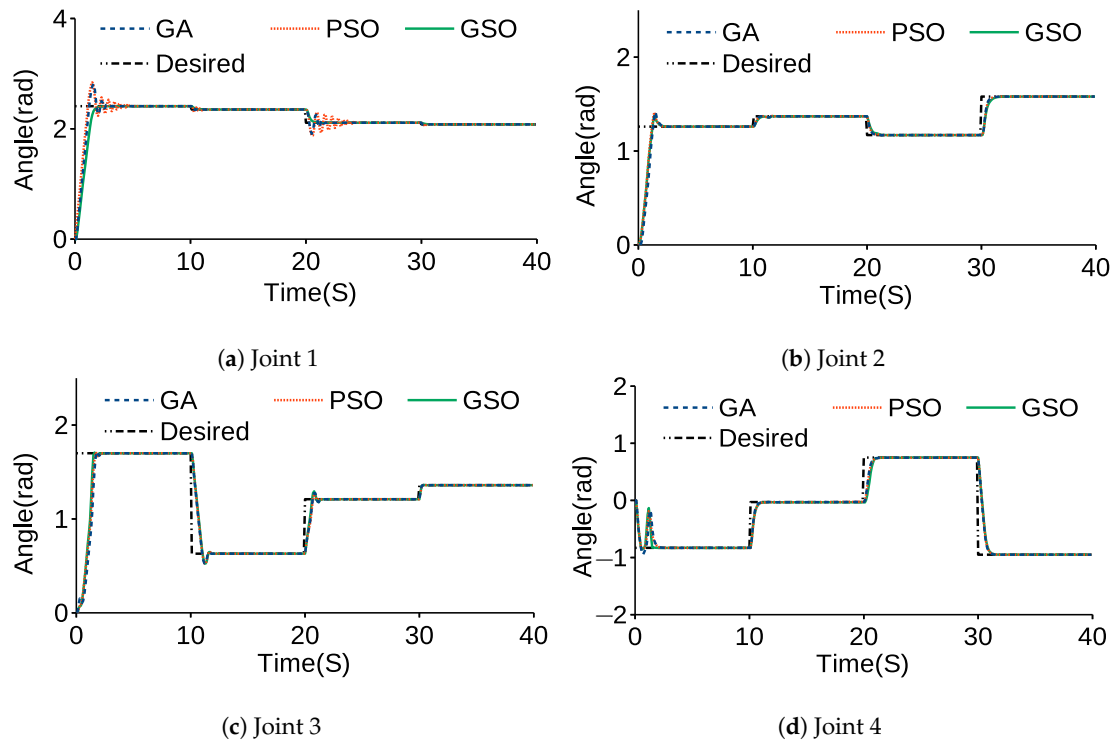 GA PSO GSO
Desired
4
2
0
Angle(rad)
0 10 20 30 40
Time(S)
(a) Joint 1
GA PSO GSO
Desired
2
1
0
Angle(rad)
0 10 20 30 40
Time(S)
(b) Joint 2
GA PSO GSO
Desired
2
1
0
Angle(rad)
0 10 20 30 40
Time(S)
(c) Joint 3
2
GA PSO GSO
Desired
1
0
−1
−2
Angle(rad)
0 10 20 30 40
Time(S)
(d) Joint 4